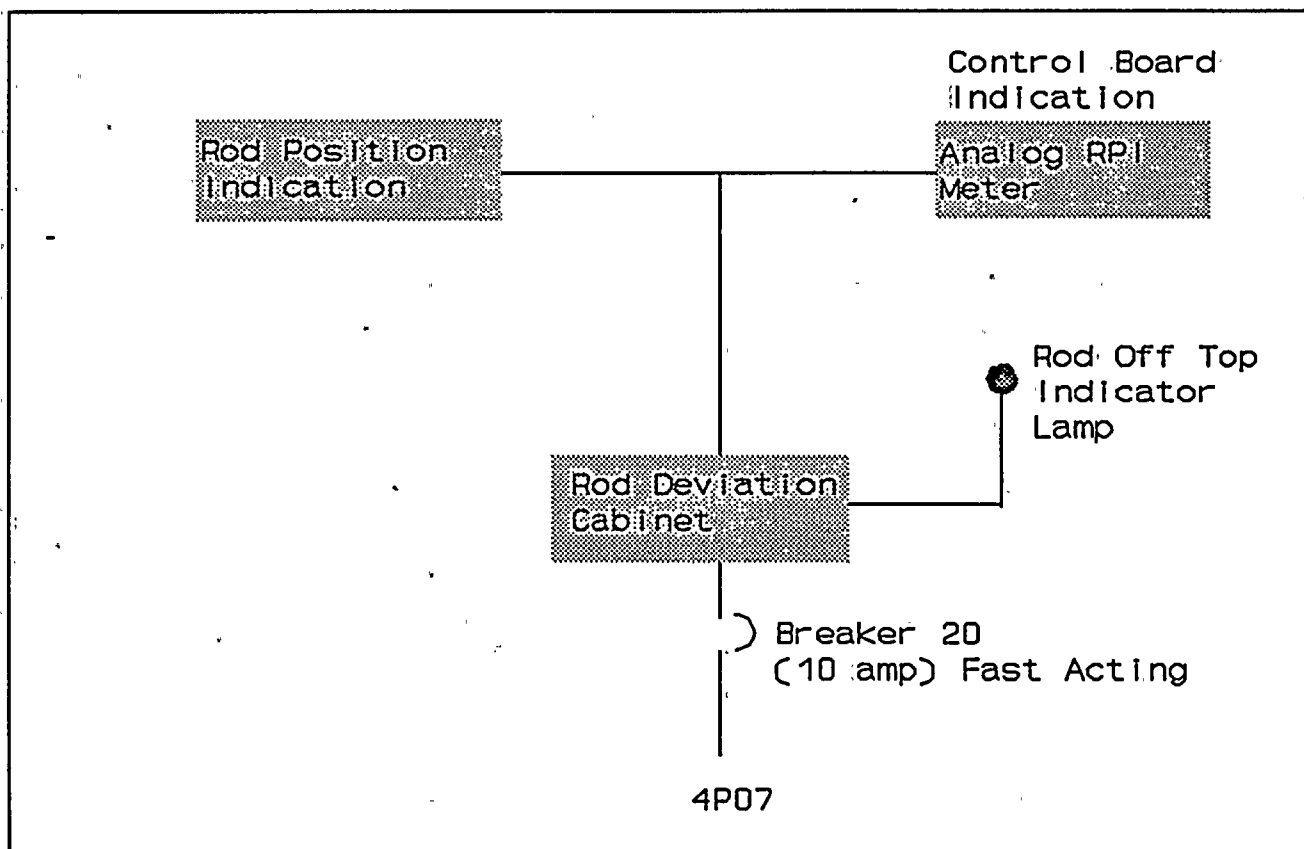 Control Board
Indication
Rod Position
Indication
Analog RPI
Meter
Rod Off Top
Indicator
Lamp
Rod Deviation
Cabinet
Breaker 20
(10 amp) Fast Acting
4P07